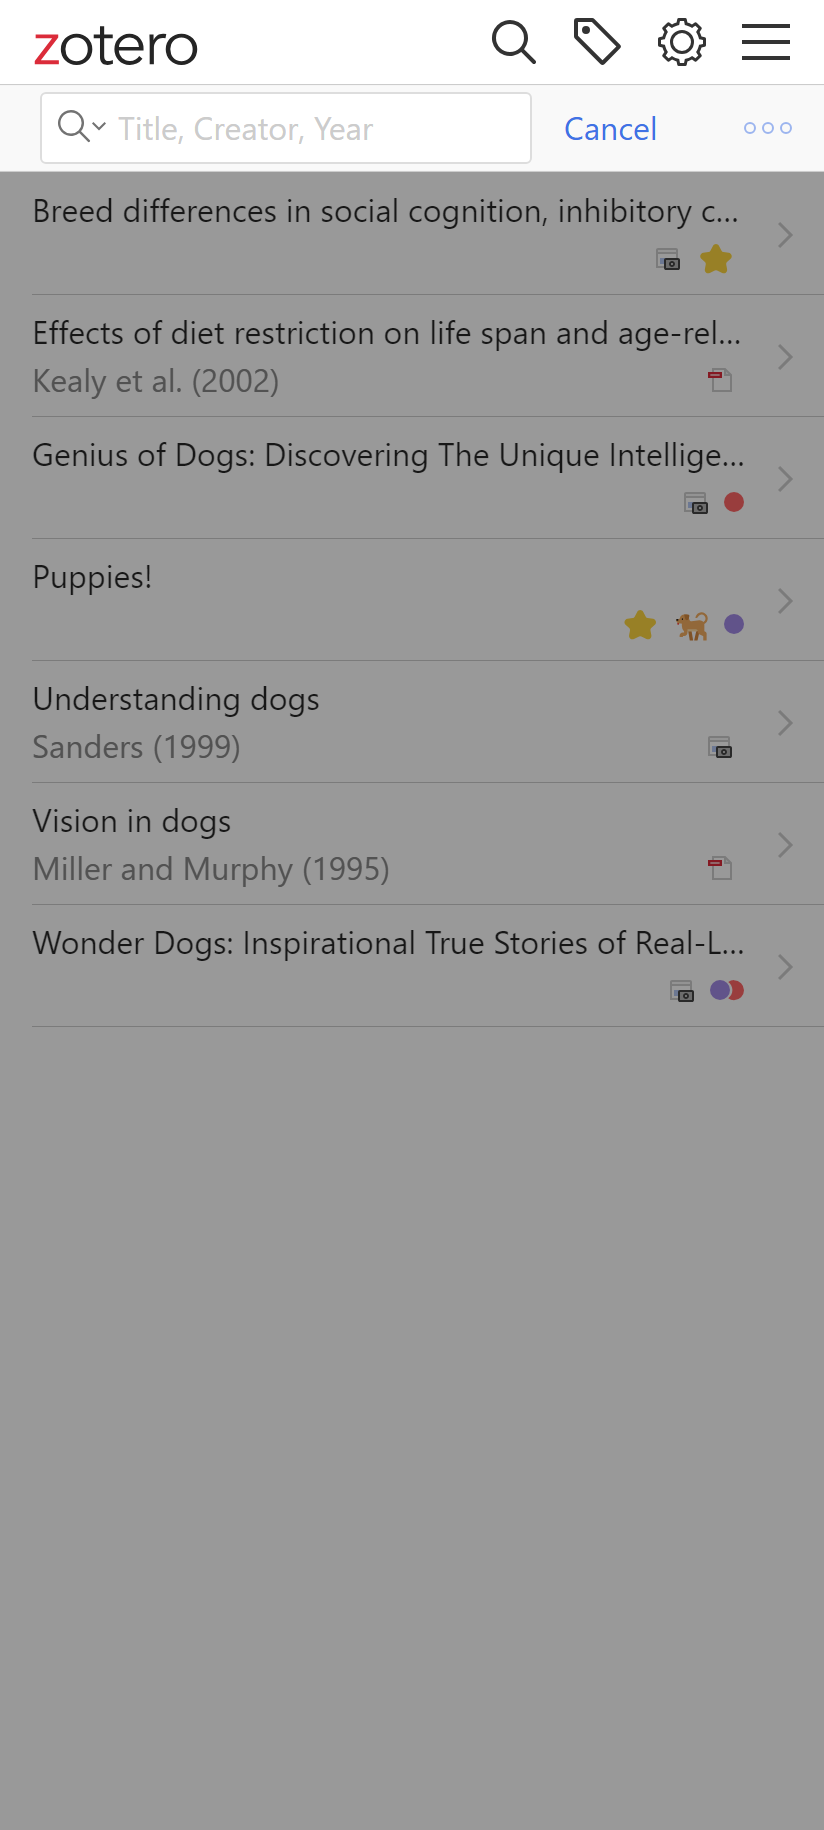 zotero
Title, Creator, Year
Cancel
Breed differences in social cognition, inhibitory c...
Effects of diet restriction on life span and age-rel...
Kealy et al. (2002)
Genius of Dogs: Discovering The Unique Intellige...
Puppies!
Understanding dogs
Sanders (1999)
Vision in dogs
Miller and Murphy (1995)
Wonder Dogs: Inspirational True Stories of Real-L...